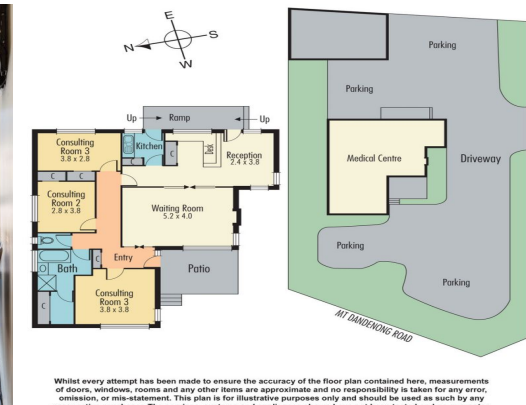 E
N
S
W
Up
Ramp
Up
Consulting
Room 3
3.8 x 2.8
Kitchen
C
Desk
Reception
2.4 x 3.8
C
C
Consulting
Room 2
2.8 x 3.8
Waiting Room
5.2 x 4.0
Bath
C
Entry
C
Consulting
Room 3
3.8 x 3.8
Patio
Parking
Parking
Medical Centre
Driveway
Parking
Parking
MT DANDENONG ROAD
Whilst every attempt has been made to ensure the accuracy of the floor plan contained here, measurements
of doors, windows, rooms and any other items are approximate and no responsibility is taken for any error,
omission, or mis-statement. This plan is for illustrative purposes only and should be used as such by any